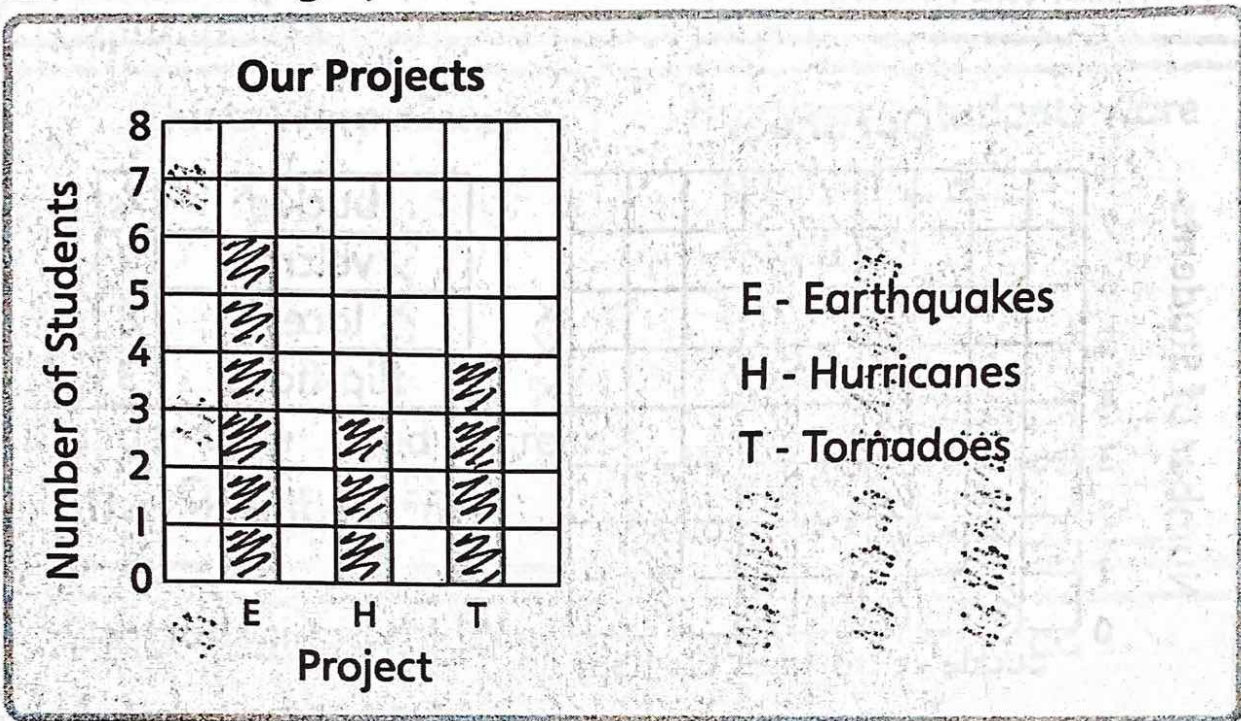 Our Projects
Number of Students
8
7
6
5
4
3
2
1
0
E
H
T
Project
E - Earthquakes
H - Hurricanes
T - Tornadoes